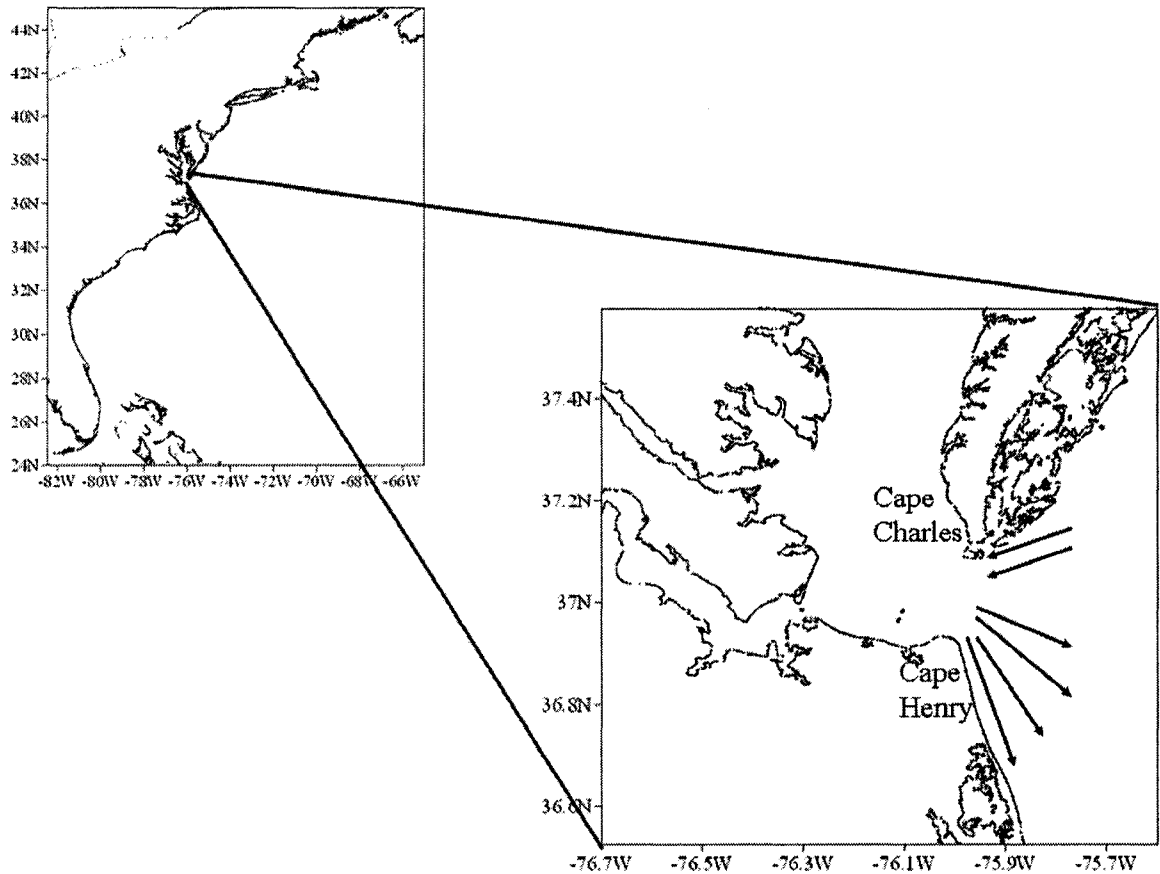 44N
42N
40N
38N
36N
34N
32N
30N
28N
26N
24N
-82W -80W -78W -76W -74W -72W -70W -68W -66W
37.4N
37.2N
37N
36.8N
36.6N
Cape
Charles
Cape
Henry
-76.7W -76.5W -76.3W -76.1W -75.9W -75.7W